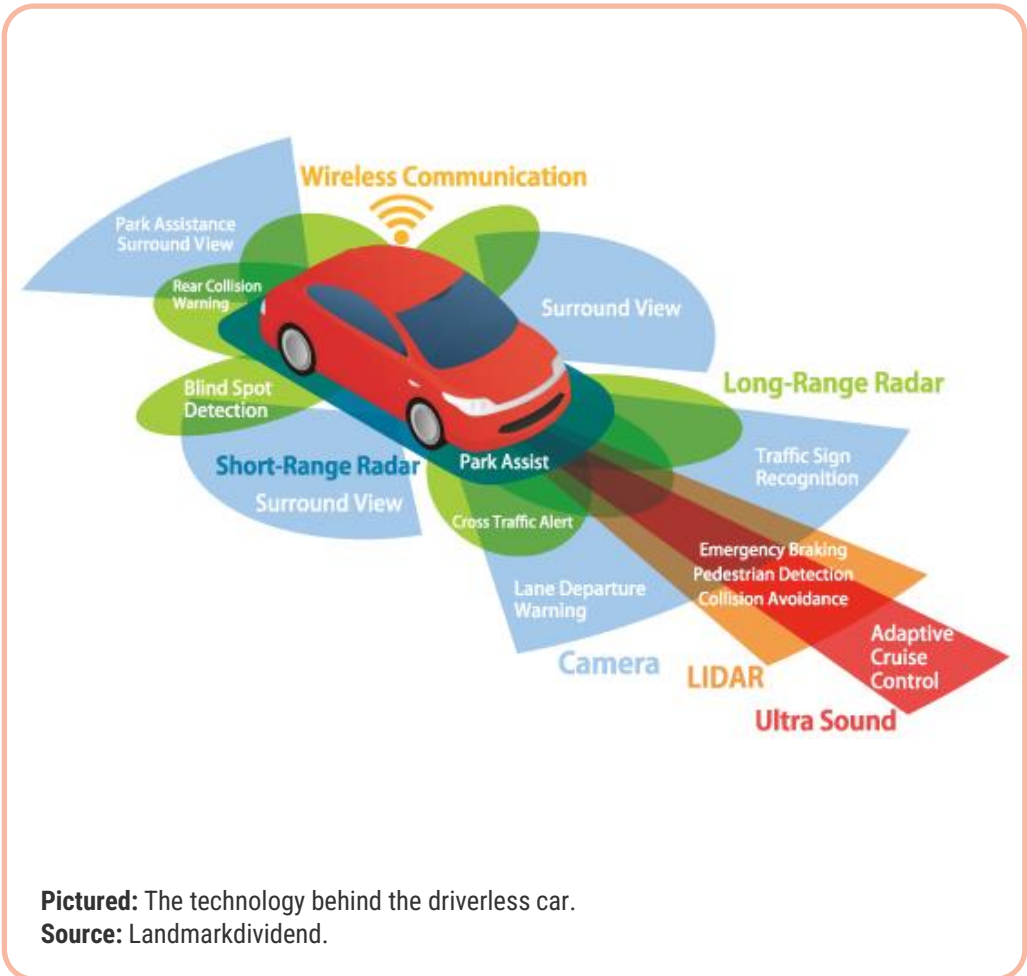 Wireless Communication
Park Assistance
Surround View
Rear Collision
Warning
Surround View
Blind Spot
Detection
Long-Range Radar
Short-Range Radar
Park Assist
Traffic Sign
Recognition
Surround View
Cross Traffic Alert
Emergency Braking
Pedestrian Detection
Collision Avoidance
Lane Departure
Warning
Adaptive
Cruise
Control
Camera
LIDAR
Ultra Sound
Pictured: The technology behind the driverless car.
Source: Landmarkdividend.